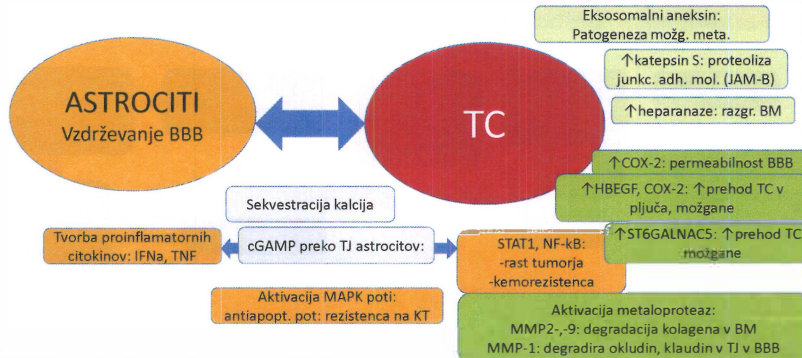 Eksosomalni aneksin:
Patogeneza možg. meta.
↑katepsin S: proteoliza
junkc. adh. mol. (JAM-B)
↑heparanaze: razgr. BM
ASTROCITI
Vzdrževanje BBB
TC
↑COX-2: permeabilnost BBB
↑HBEGF, COX-2: ↑prehod TC v
pljuča, možgane
↑ST6GALNAC5: ↑prehod TC
možgane
Sekvestracija kalcija
Tvorba proinflamatornih
citokinov: IFNa, TNF
cGAMP preko TJ astrocitov:
STAT1, NF-kB:
-rast tumorja
-kemorezistenca
Aktivacija MAPK poti:
antiapopt. pot: rezistenca na KT
Aktivacija metaloproteaz:
MMP2-,-9: degradacija kolagena v BM
MMP-1: degradira okludin, klaudin v TJ v BBB